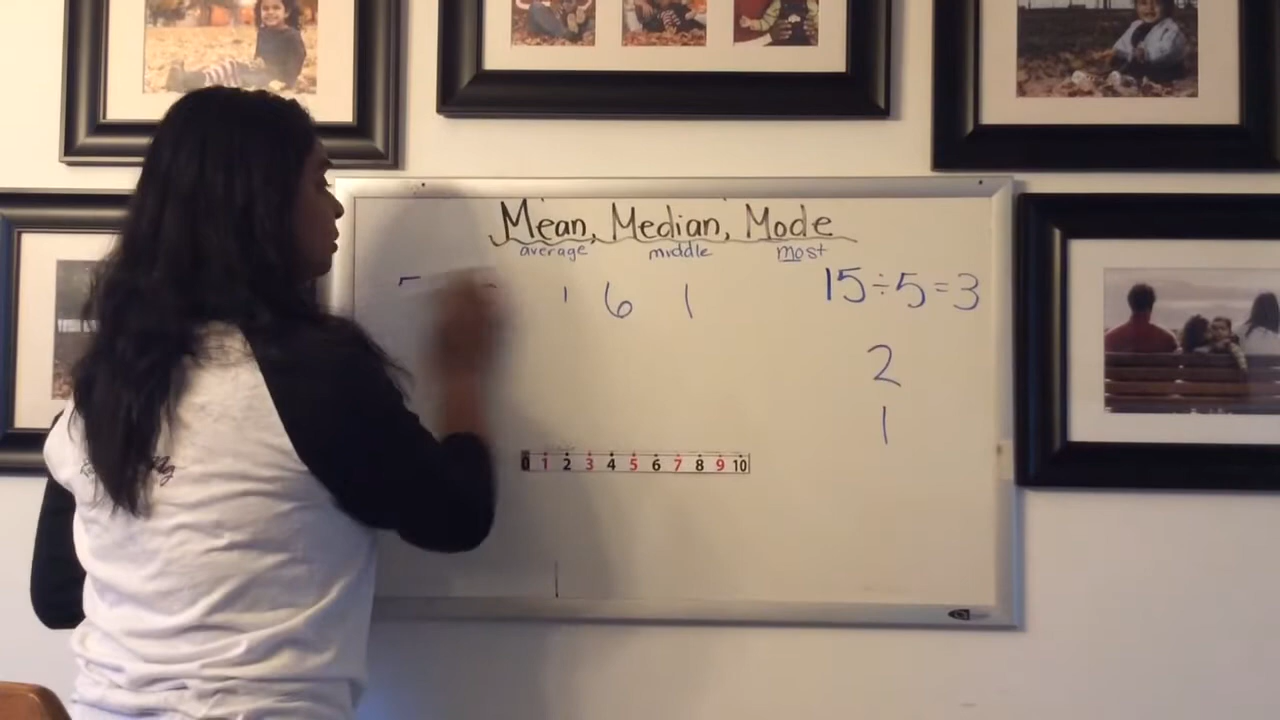 Mean, Median, Mode
average middle most
6 1
15÷5=3
2
1
0 1 2 3 4 5 6 7 8 9 10